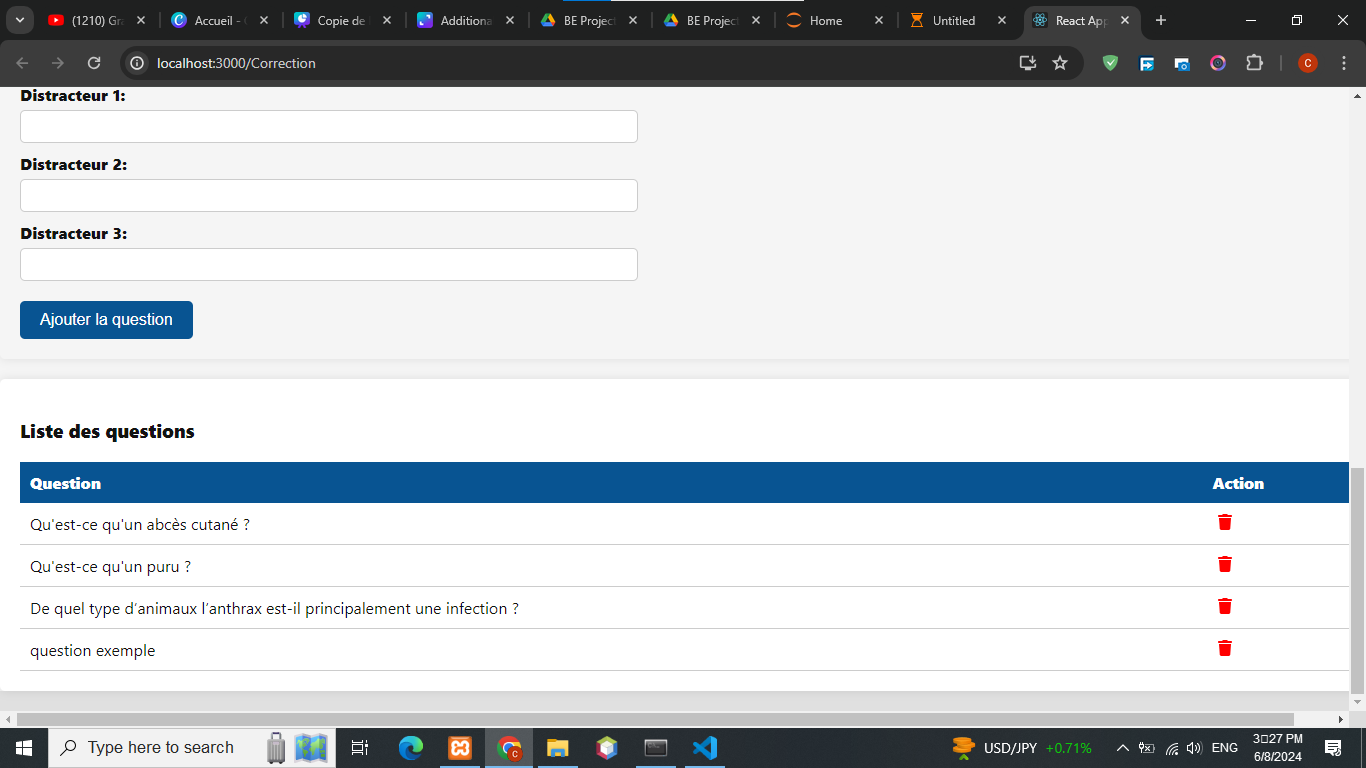 (1210) Gra
Accueil - C
Copie de
Additiona
BE Project
BE Project
Home
Untitled
React App
localhost:3000/Correction
C
Distracteur 1:
Distracteur 2:
Distracteur 3:
Ajouter la question
Liste des questions
Question Action
Qu'est-ce qu'un abcès cutané ?
Qu'est-ce qu'un puru ?
De quel type d’animaux l’anthrax est-il principalement une infection ?
question exemple
Type here to search
USD/JPY +0.71%
ENG
3□27 PM
6/8/2024